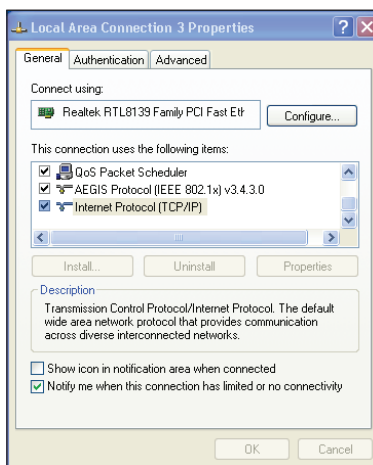 Local Area Connection 3 Properties
General Authentication Advanced
Connect using:
Realtek RTL8139 Family PCI Fast Eth
Configure...
This connection uses the following items:
QoS Packet Scheduler
AEGIS Protocol (IEEE 802.1x) v3.4.3.0
Internet Protocol (TCP/IP)
Install... Uninstall Properties
Description
Transmission Control Protocol/Internet Protocol. The default
wide area network protocol that provides communication
across diverse interconnected networks.
Show icon in notification area when connected
Notify me when this connection has limited or no connectivity
OK Cancel